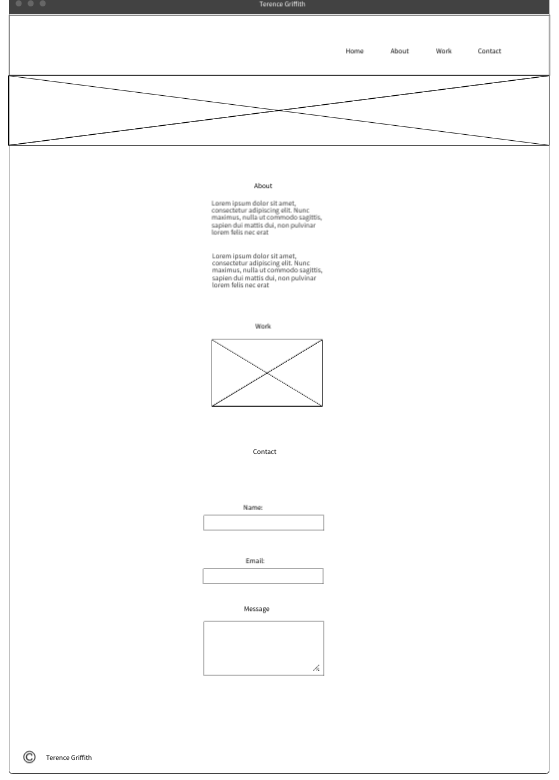 Terence Griffith
Home About Work Contact
About
Lorem ipsum dolor sit amet,
consectetur adipiscing elit. Nunc
maximus, nulla ut commodo sagittis,
sapien dui mattis dui, non pulvinar
lorem felis nec erat
Lorem ipsum dolor sit amet,
consectetur adipiscing elit. Nunc
maximus, nulla ut commodo sagittis,
sapien dui mattis dui, non pulvinar
lorem felis nec erat
Work
Contact
Name:
Email:
Message
© Terence Griffith